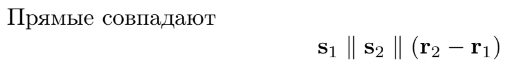 Прямые совпадают
s₁ ∥ s₂ ∥ (r₂ − r₁)